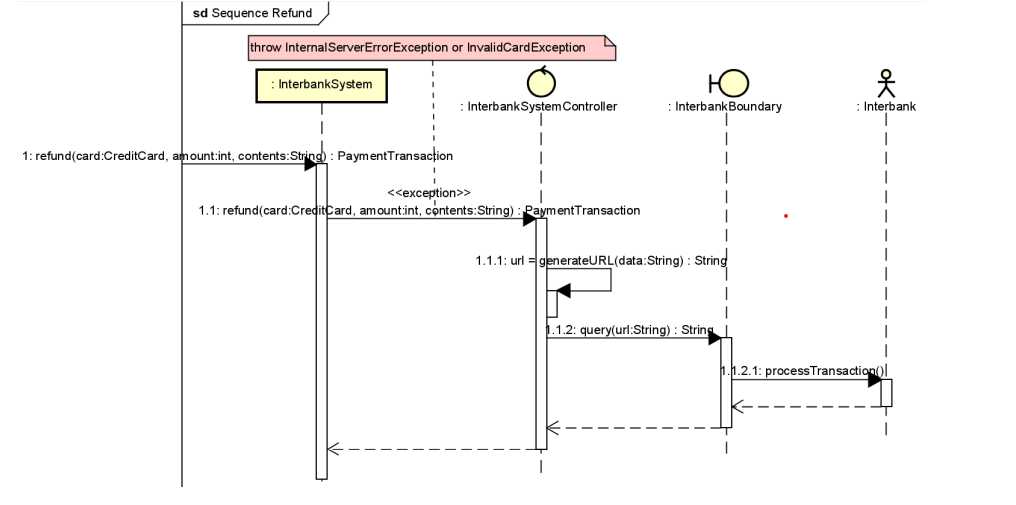 sd Sequence Refund
throw InternalServerErrorException or InvalidCardException
: InterbankSystem
: InterbankSystemController
: InterbankBoundary
: Interbank
1: refund(card:CreditCard, amount:int, contents:String) : PaymentTransaction
<<exception>>
1.1: refund(card:CreditCard, amount:int, contents:String) : PaymentTransaction
1.1.1: url = generateURL(data:String) : String
1.1.2: query(url:String) : String
1.1.2.1: processTransaction()